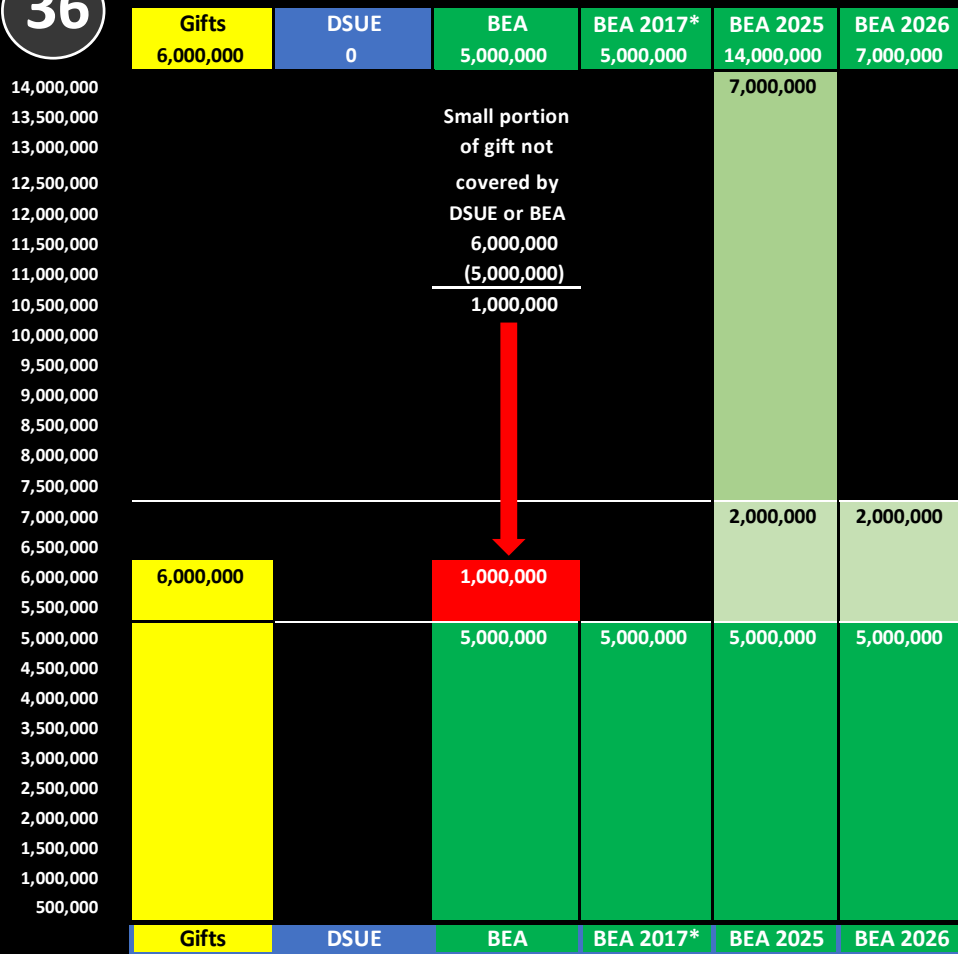 36
Gifts DSUE BEA BEA 2017* BEA 2025 BEA 2026
6,000,000 0 5,000,000 5,000,000 14,000,000 7,000,000
14,000,000 7,000,000
13,500,000 Small portion
13,000,000 of gift not
12,500,000 covered by
12,000,000 DSUE or BEA
11,500,000 6,000,000
11,000,000 (5,000,000)
10,500,000 1,000,000
10,000,000
9,500,000
9,000,000
8,500,000
8,000,000
7,500,000
7,000,000 2,000,000 2,000,000
6,500,000
6,000,000 6,000,000 1,000,000
5,500,000
5,000,000 5,000,000 5,000,000 5,000,000 5,000,000
4,500,000
4,000,000
3,500,000
3,000,000
2,500,000
2,000,000
1,500,000
1,000,000
500,000
Gifts DSUE BEA BEA 2017* BEA 2025 BEA 2026